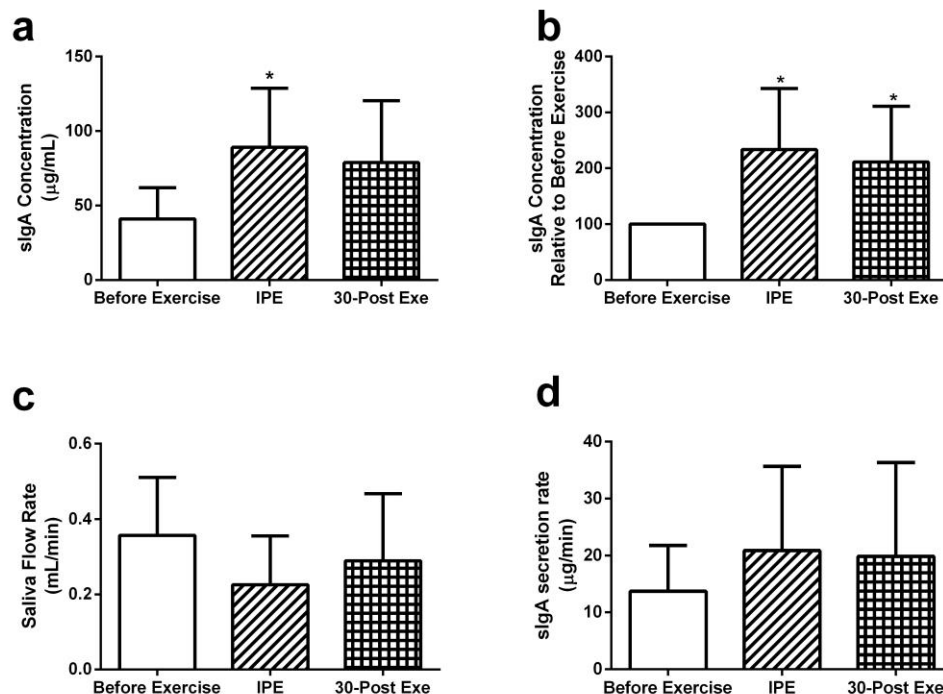 a
sIgA Concentration
(µg/mL)
150
100
50
0
*
Before Exercise IPE 30-Post Exe
b
sIgA Concentration
Relative to Before Exercise
400
300
200
100
0
* *
Before Exercise IPE 30-Post Exe
c
Saliva Flow Rate
(mL/min)
0.6
0.4
0.2
0.0
Before Exercise IPE 30-Post Exe
d
sIgA secretion rate
(µg/min)
40
30
20
10
0
Before Exercise IPE 30-Post Exe